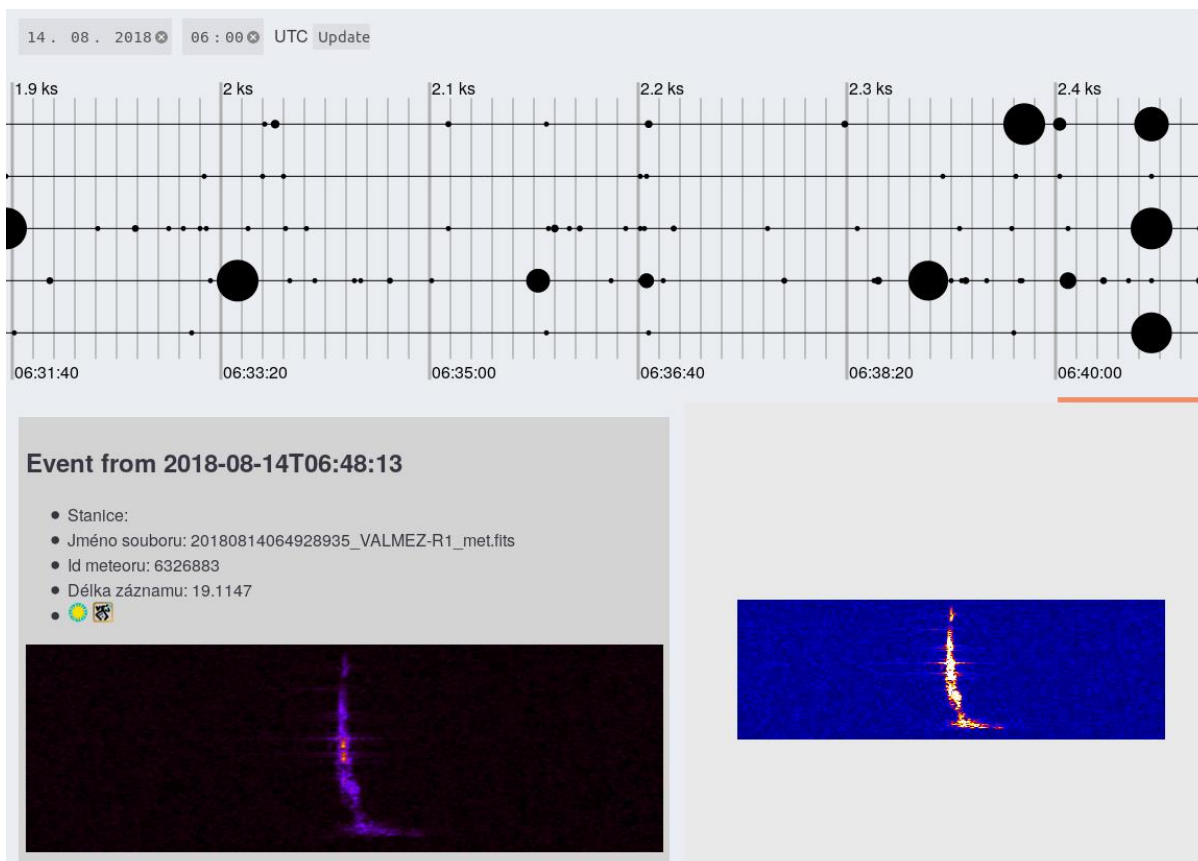 14. 08. 2018 06:00 UTC Update
1.9 ks 2 ks 2.1 ks 2.2 ks 2.3 ks 2.4 ks
06:31:40 06:33:20 06:35:00 06:36:40 06:38:20 06:40:00
Event from 2018-08-14T06:48:13
Stanice:
Jméno souboru: 20180814064928935_VALMEZ-R1_met.fits
Id meteoru: 6326883
Délka záznamu: 19.1147